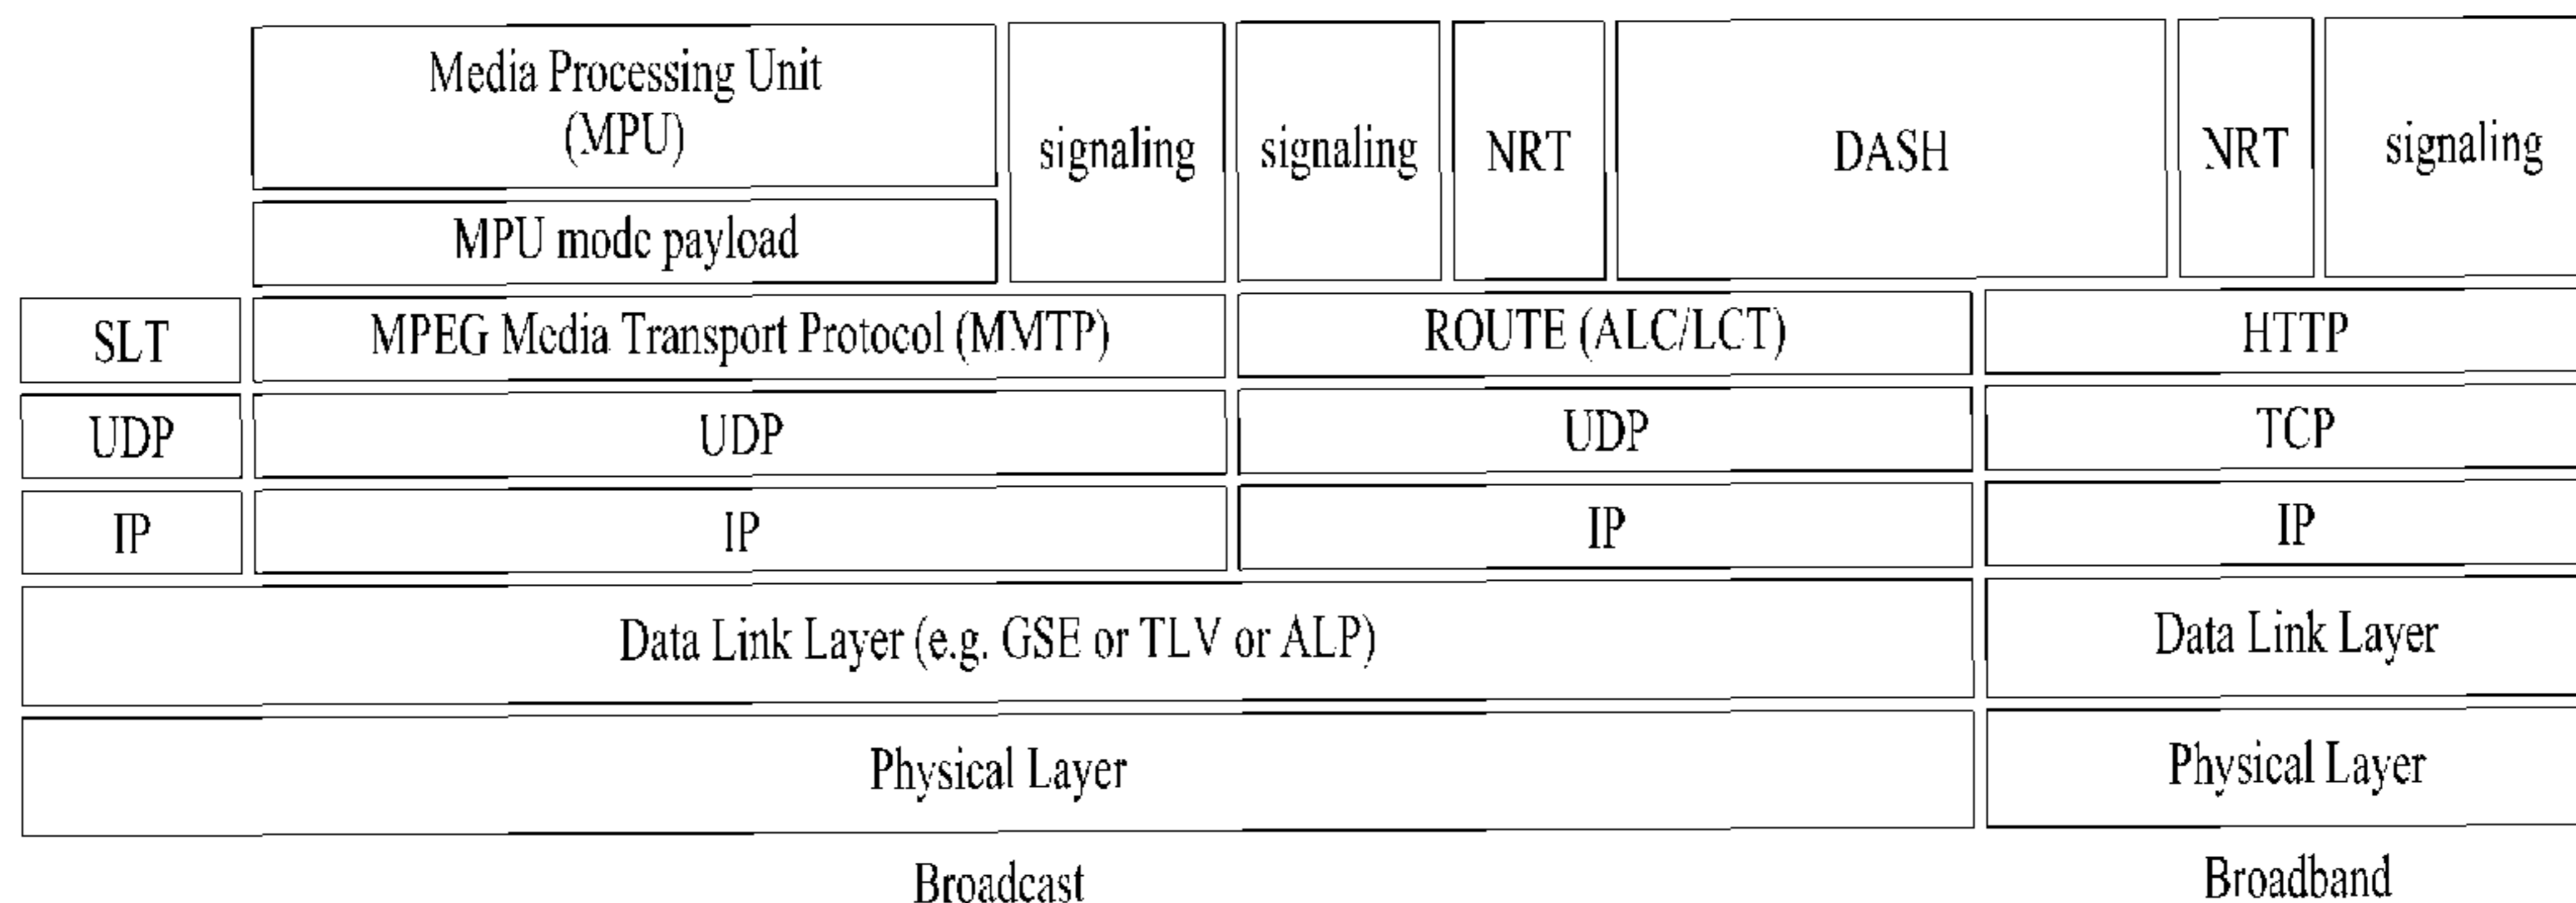 Media Processing Unit
(MPU)
signaling
signaling
NRT
DASH
NRT
signaling
MPU mode payload
SLT
MPEG Media Transport Protocol (MMTP)
ROUTE (ALC/LCT)
HTTP
UDP
UDP
UDP
TCP
IP
IP
IP
IP
Data Link Layer (e.g. GSE or TLV or ALP)
Data Link Layer
Physical Layer
Physical Layer
Broadcast
Broadband